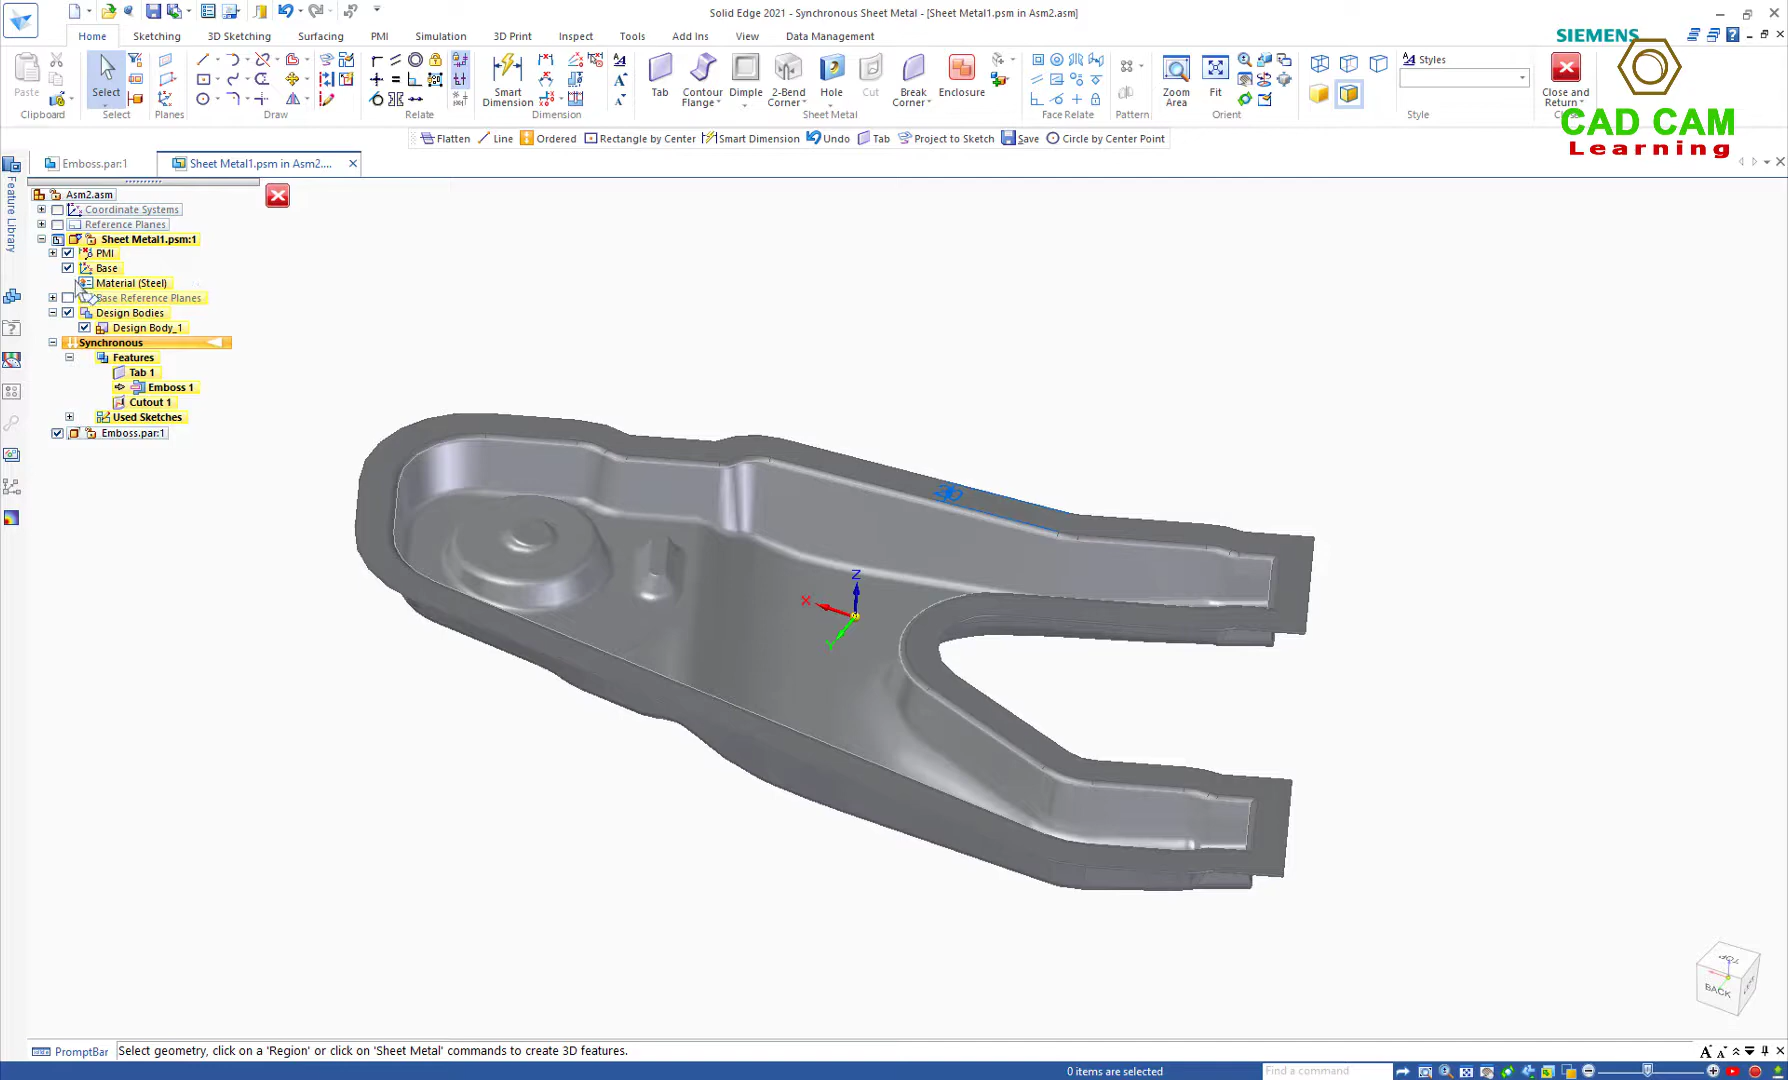 Solid Edge 2021 - Synchronous Sheet Metal - [Sheet Metal1.psm in Asm2.asm]
Home Sketching 3D Sketching Surfacing PMI Simulation 3D Print Inspect Tools Add Ins View Data Management
SIEMENS
Paste Select Smart Dimension Tab Contour Flange Dimple 2-Bend Corner Hole Cut Break Corner Enclosure Zoom Area Fit Styles Close and Return
Clipboard Select Planes Draw Relate Dimension Sheet Metal Face Relate Pattern Orient Style Close
CAD CAM
Learning
Flatten Line Ordered Rectangle by Center Smart Dimension Undo Tab Project to Sketch Save Circle by Center Point
Emboss.par:1 Sheet Metal1.psm in Asm2....
Feature Library
Asm2.asm
Coordinate Systems
Reference Planes
Sheet Metal1.psm:1
PMI
Base
Material (Steel)
Base Reference Planes
Design Bodies
Design Body_1
Synchronous
Features
Tab 1
Emboss 1
Cutout 1
Used Sketches
Emboss.par:1
20
Z
X
Y
TOP
BACK
PromptBar Select geometry, click on a 'Region' or click on 'Sheet Metal' commands to create 3D features.
0 items are selected Find a command